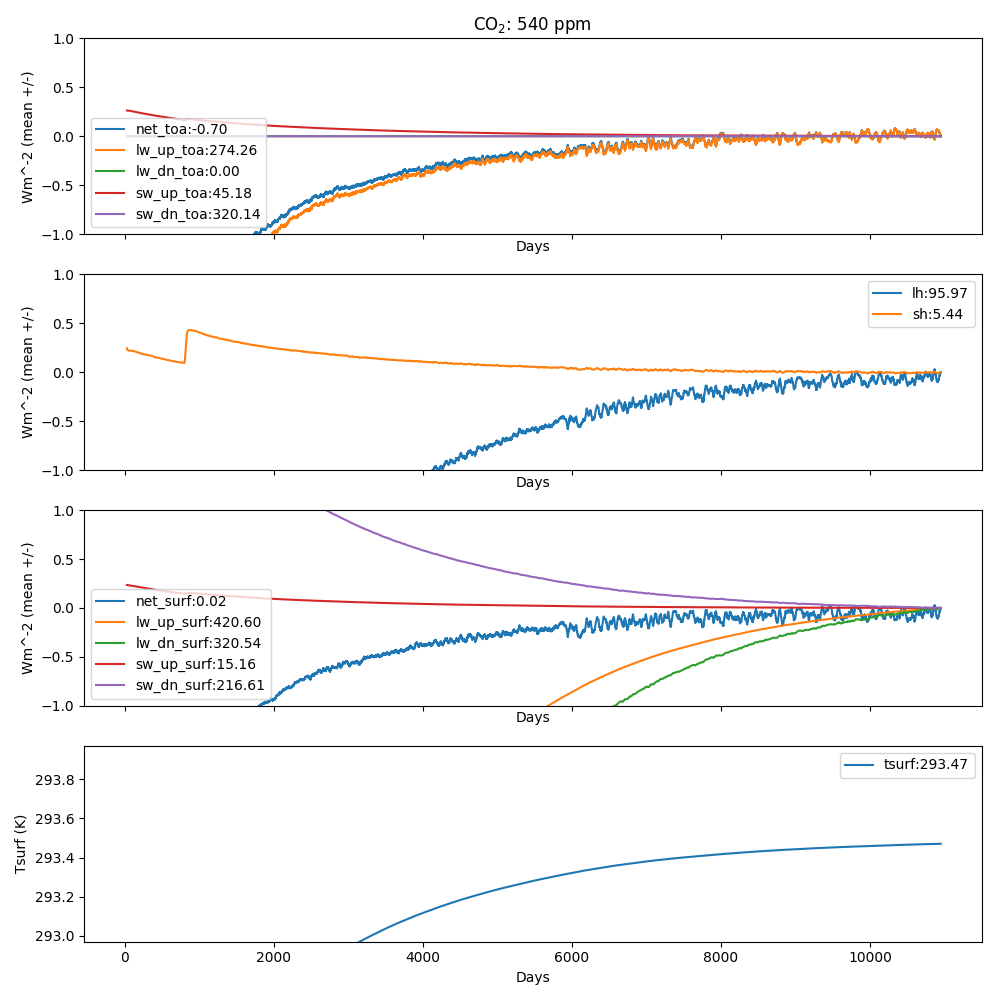 CO₂: 540 ppm
Wm^-2 (mean +/-)
1.0
0.5
0.0
−0.5
−1.0
net_toa:-0.70
lw_up_toa:274.26
lw_dn_toa:0.00
sw_up_toa:45.18
sw_dn_toa:320.14
Days
Wm^-2 (mean +/-)
1.0
0.5
0.0
−0.5
−1.0
lh:95.97
sh:5.44
Days
Wm^-2 (mean +/-)
1.0
0.5
0.0
−0.5
−1.0
net_surf:0.02
lw_up_surf:420.60
lw_dn_surf:320.54
sw_up_surf:15.16
sw_dn_surf:216.61
Days
Tsurf (K)
293.8
293.6
293.4
293.2
293.0
tsurf:293.47
0 2000 4000 6000 8000 10000
Days